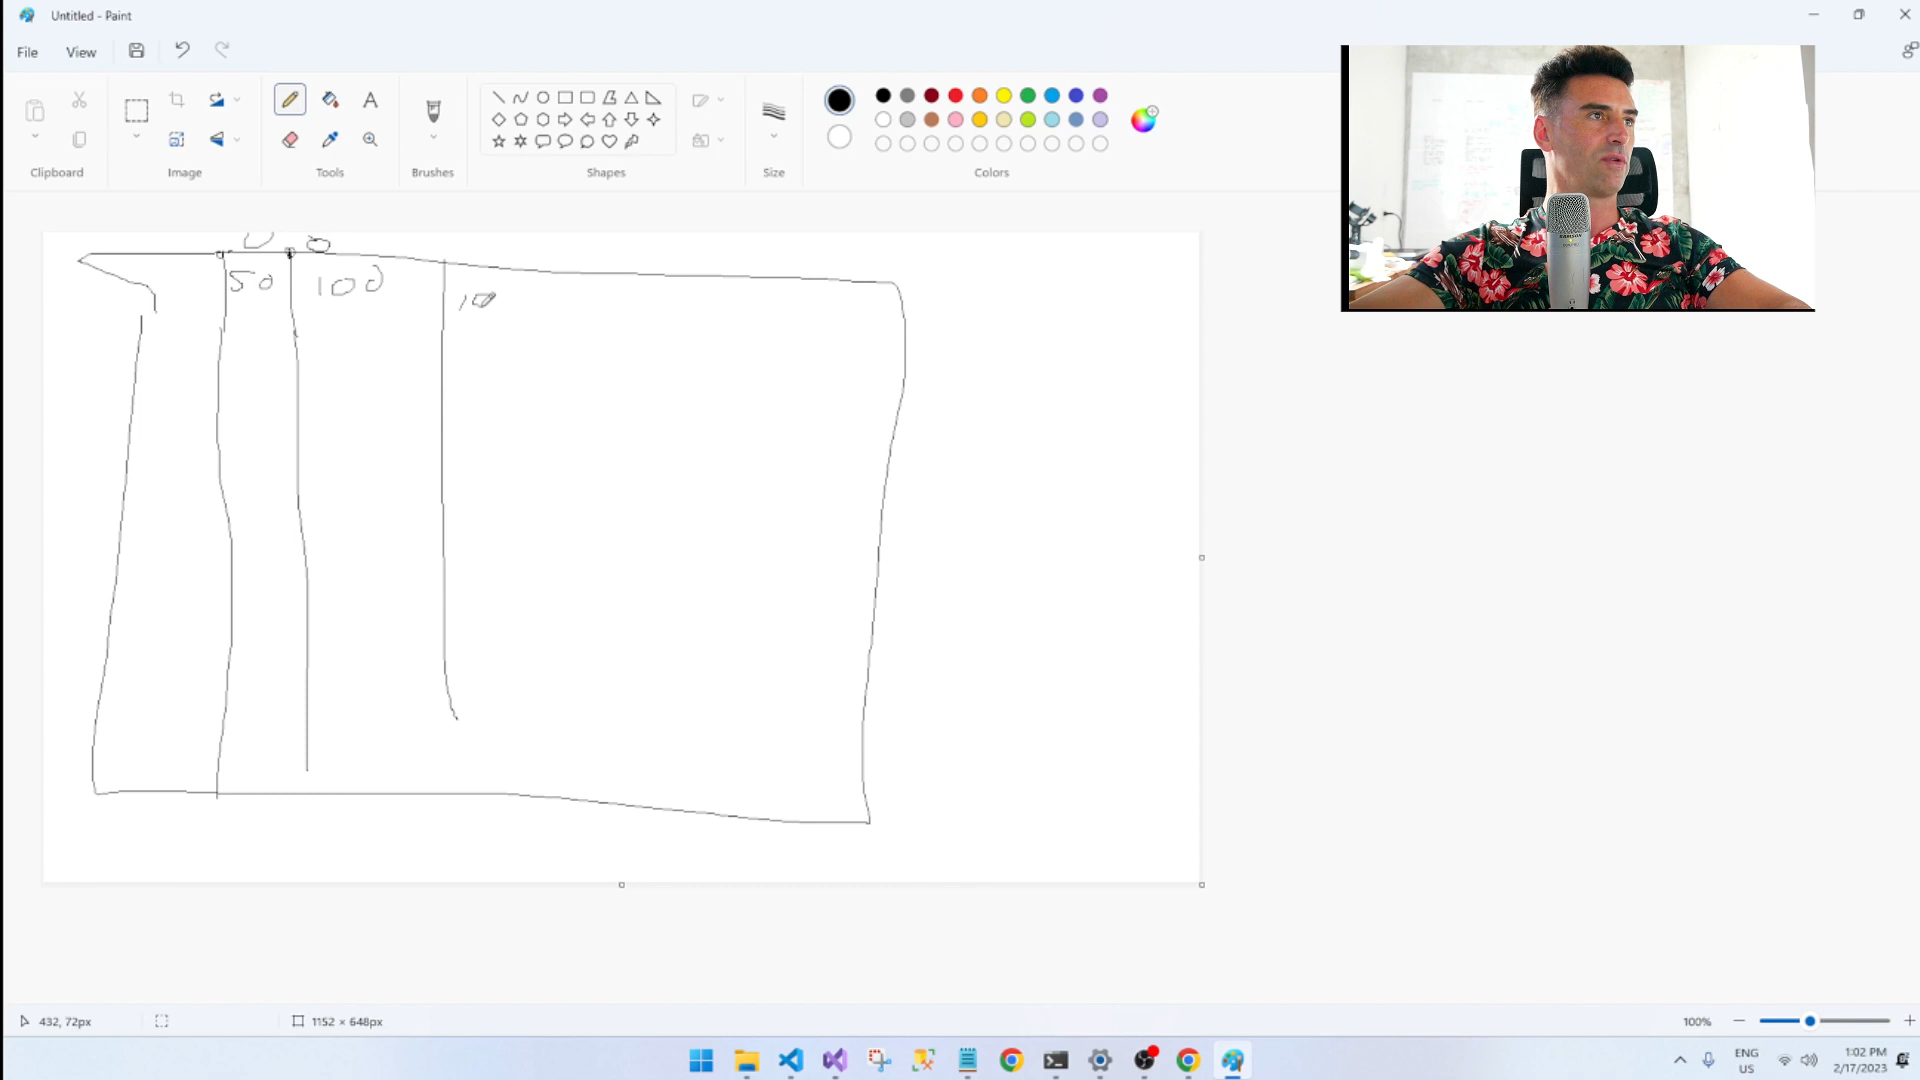 Untitled - Paint
File View
Clipboard Image Tools Brushes Shapes Size Colors
50 100
432, 72px 1152 × 648px 100%
ENG 1:02 PM
US 2/17/2023